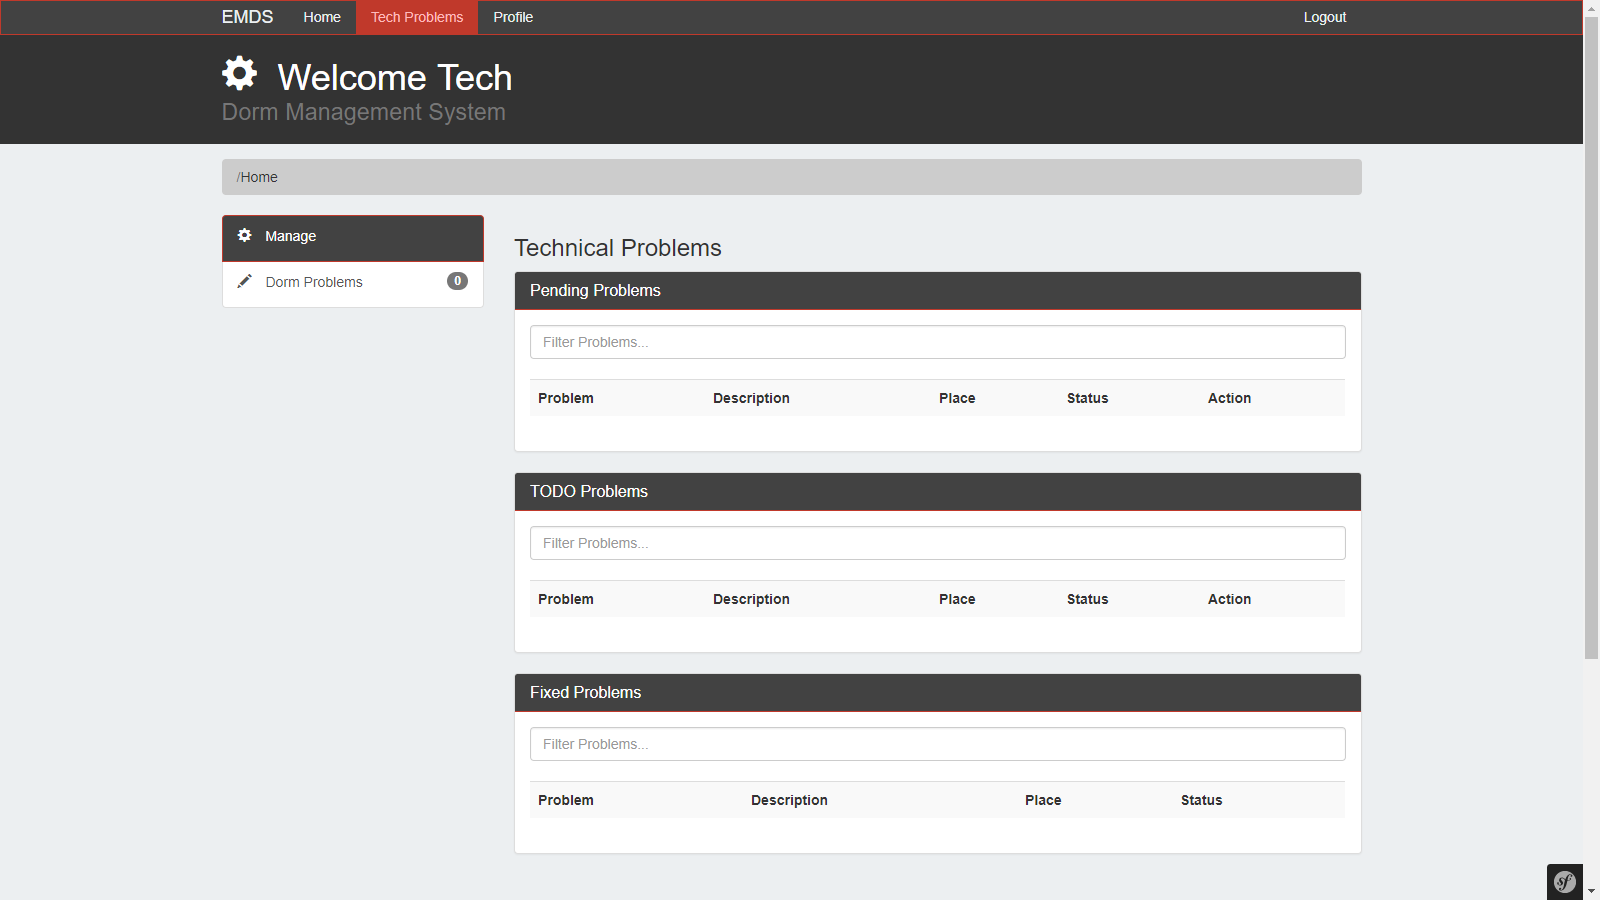 EMDS Home Tech Problems Profile Logout
Welcome Tech
Dorm Management System
/Home
Manage
Dorm Problems 0
Technical Problems
Pending Problems
Filter Problems...
Problem Description Place Status Action
TODO Problems
Filter Problems...
Problem Description Place Status Action
Fixed Problems
Filter Problems...
Problem Description Place Status
sf